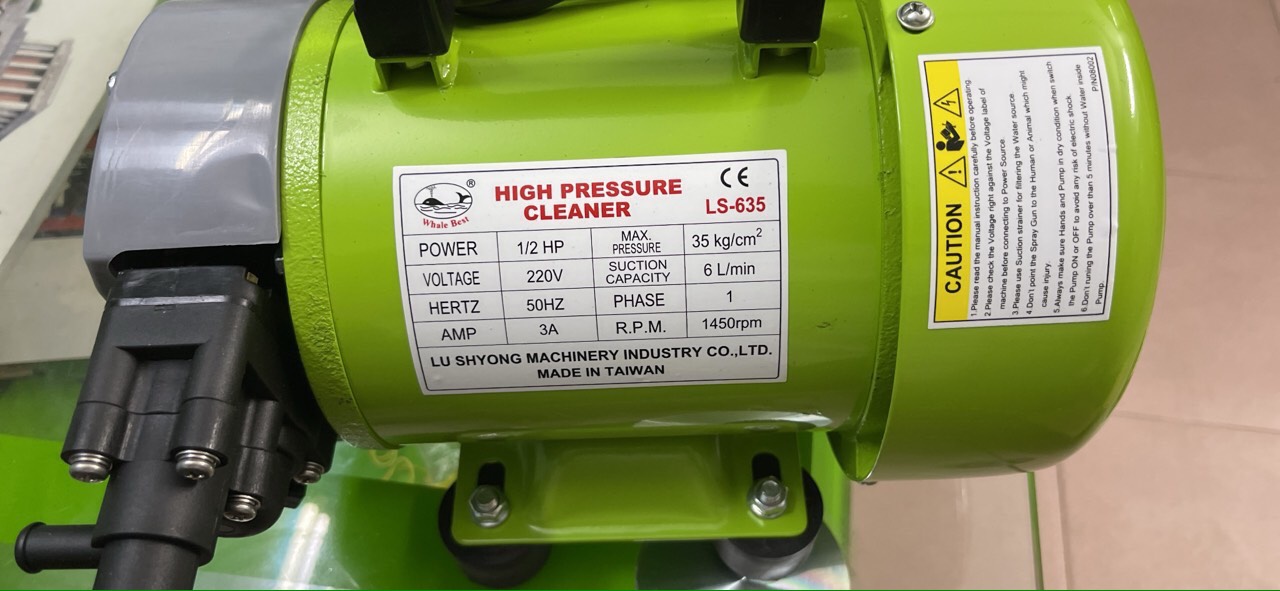 ®
Whale Best
HIGH PRESSURE
CLEANER
CE
LS-635
POWER 1/2 HP MAX. PRESSURE 35 kg/cm²
VOLTAGE 220V SUCTION CAPACITY 6 L/min
HERTZ 50HZ PHASE 1
AMP 3A R.P.M. 1450rpm
LU SHYONG MACHINERY INDUSTRY CO.,LTD.
MADE IN TAIWAN
CAUTION
1.Please read the manual instruction carefully before operating.
2.Please check the Voltage right against the Voltage label of
machine before connecting to Power Source.
3.Please use Suction strainer for filtering the Water source.
4.Don't point the Spray Gun to the Human or Animal which might
cause injury.
5.Always make sure Hands and Pump in dry condition when switch
the Pump ON or OFF to avoid any risk of electric shock.
6.Don't runing the Pump over than 5 minutes without Water inside
Pump.
P/N0B002